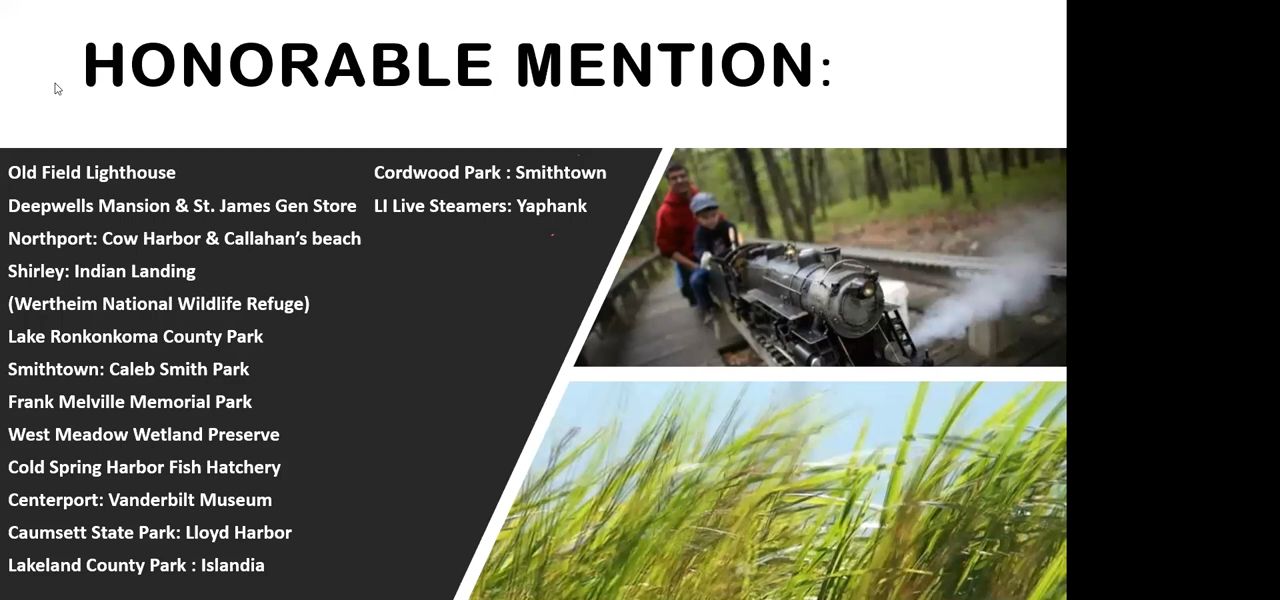 HONORABLE MENTION:
Old Field Lighthouse
Deepwells Mansion & St. James Gen Store
Northport: Cow Harbor & Callahan’s beach
Shirley: Indian Landing
(Wertheim National Wildlife Refuge)
Lake Ronkonkoma County Park
Smithtown: Caleb Smith Park
Frank Melville Memorial Park
West Meadow Wetland Preserve
Cold Spring Harbor Fish Hatchery
Centerport: Vanderbilt Museum
Caumsett State Park: Lloyd Harbor
Lakeland County Park : Islandia
Cordwood Park : Smithtown
LI Live Steamers: Yaphank